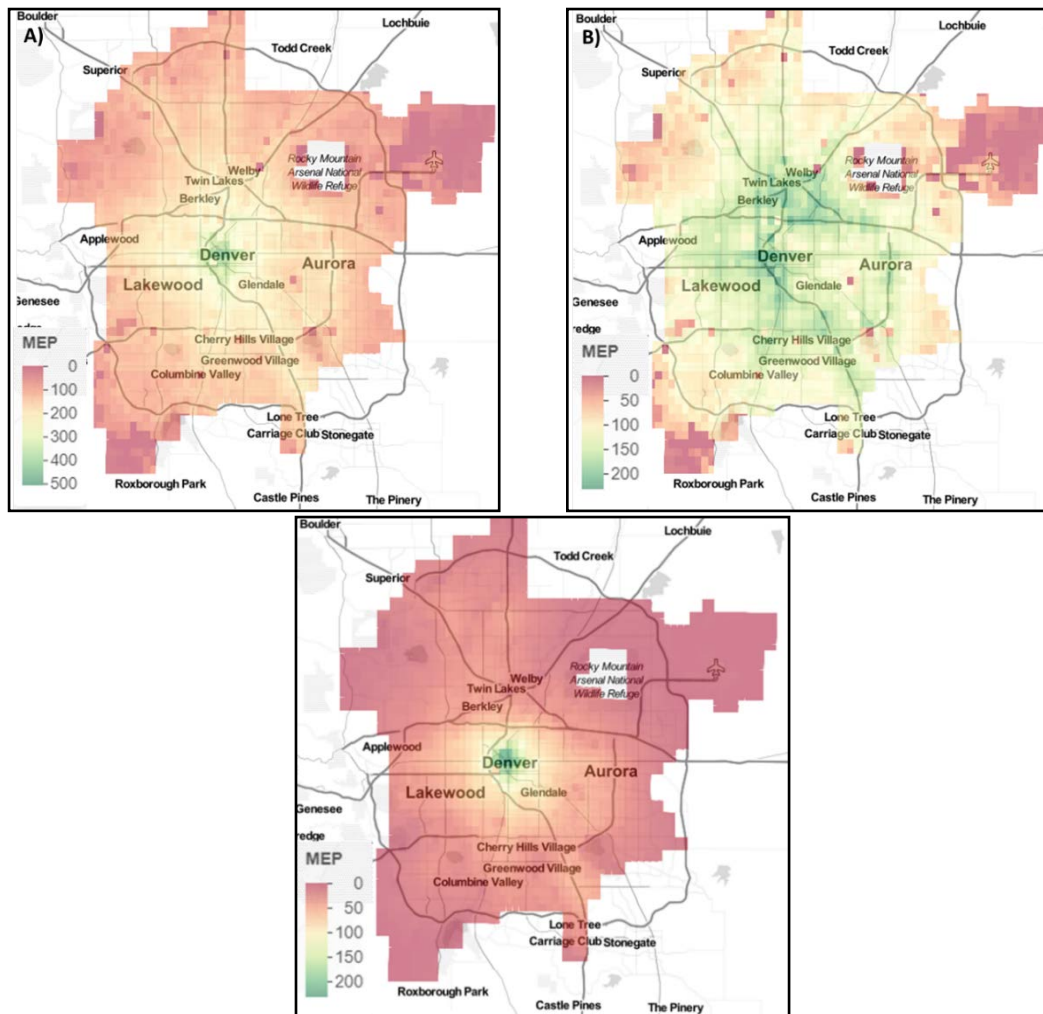 Boulder
A)
Lochbuie
Todd Creek
Superior
Rocky Mountain
Arsenal National
Wildlife Refuge
Welby
Twin Lakes
Berkley
Applewood
Denver
Aurora
Lakewood
Glendale
Genesee
redge
MEP
Cherry Hills Village
Greenwood Village
Columbine Valley
0
100
200
300
400
500
Lone Tree
Carriage Club Stonegate
Roxborough Park
Castle Pines
The Pinery
Boulder
B)
Lochbuie
Todd Creek
Superior
Rocky Mountain
Arsenal National
Wildlife Refuge
Welby
Twin Lakes
Berkley
Applewood
Denver
Aurora
Lakewood
Glendale
Genesee
redge
MEP
Cherry Hills Village
Greenwood Village
Columbine Valley
0
50
100
150
200
Lone Tree
Carriage Club Stonegate
Roxborough Park
Castle Pines
The Pinery
Boulder
Lochbuie
Todd Creek
Superior
Rocky Mountain
Arsenal National
Wildlife Refuge
Welby
Twin Lakes
Berkley
Applewood
Denver
Aurora
Lakewood
Glendale
Genesee
redge
MEP
Cherry Hills Village
Greenwood Village
Columbine Valley
0
50
100
150
200
Lone Tree
Carriage Club Stonegate
Roxborough Park
Castle Pines
The Pinery